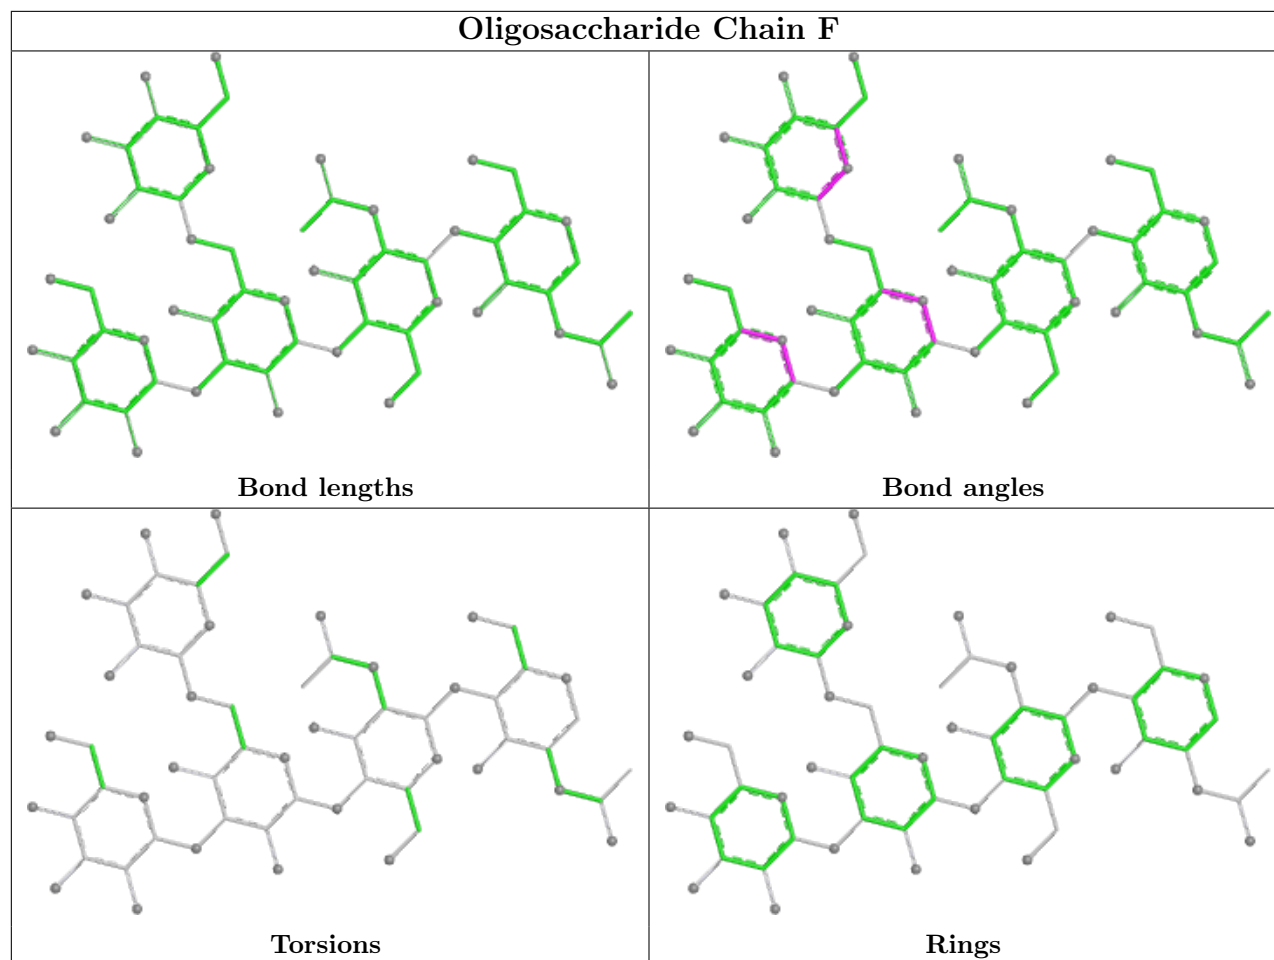 Oligosaccharide Chain F
Bond lengths
Bond angles
Torsions
Rings